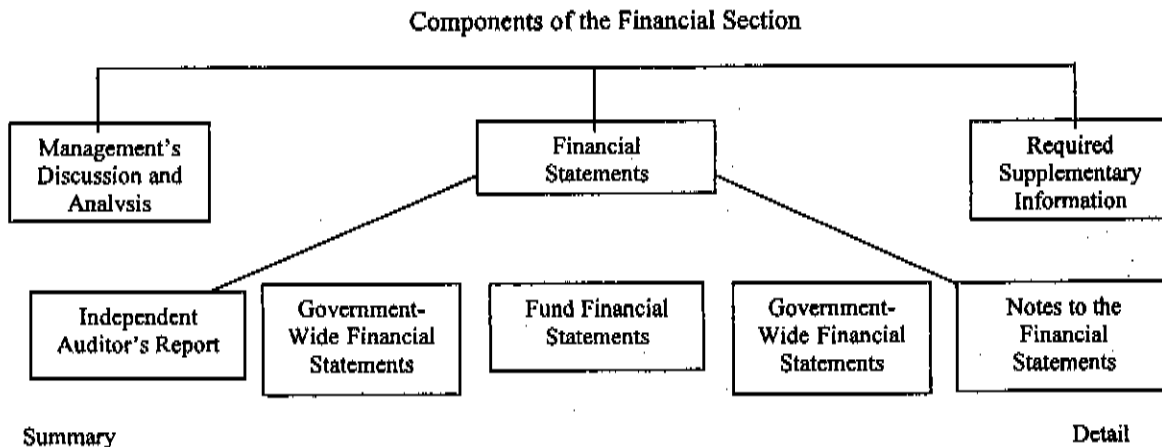 Components of the Financial Section
Management's
Discussion and
Analysis
Financial
Statements
Required
Supplementary
Information
Independent
Auditor's Report
Government-
Wide Financial
Statements
Fund Financial
Statements
Government-
Wide Financial
Statements
Notes to the
Financial
Statements
Summary
Detail